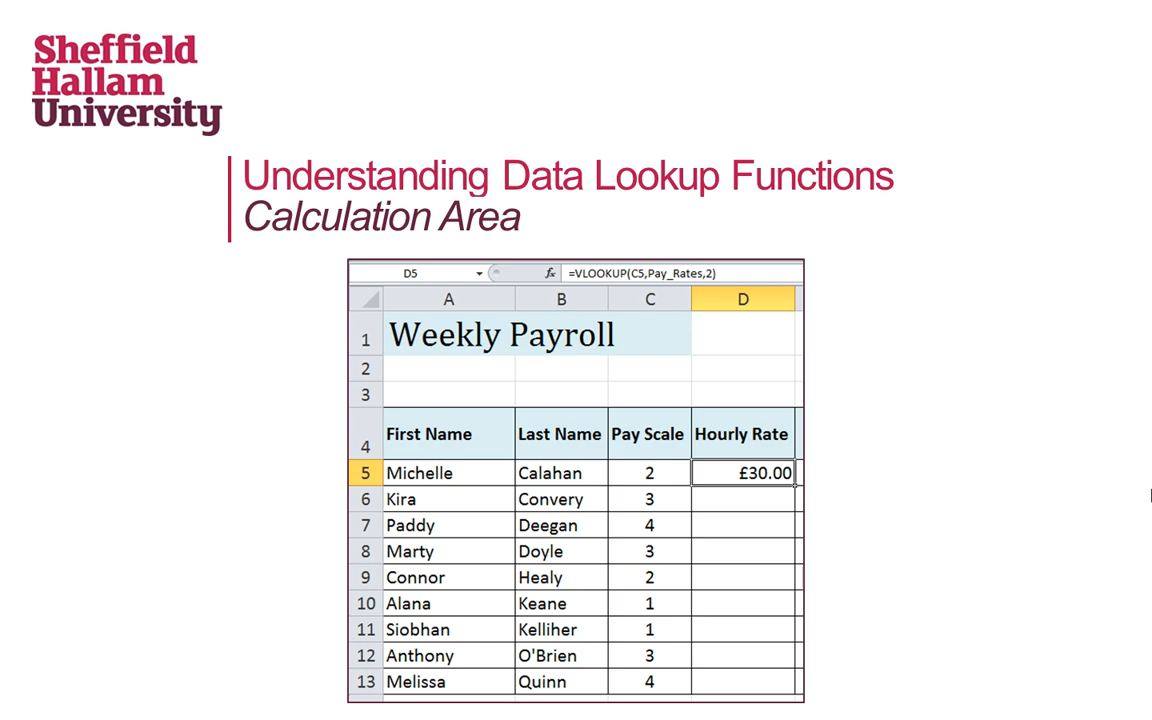 Sheffield
Hallam
University
Understanding Data Lookup Functions
Calculation Area
D5 fx =VLOOKUP(C5,Pay_Rates,2)
A B C D
1 Weekly Payroll
2
3
4 First Name Last Name Pay Scale Hourly Rate
5 Michelle Calahan 2 £30.00
6 Kira Convery 3
7 Paddy Deegan 4
8 Marty Doyle 3
9 Connor Healy 2
10 Alana Keane 1
11 Siobhan Kelliher 1
12 Anthony O'Brien 3
13 Melissa Quinn 4